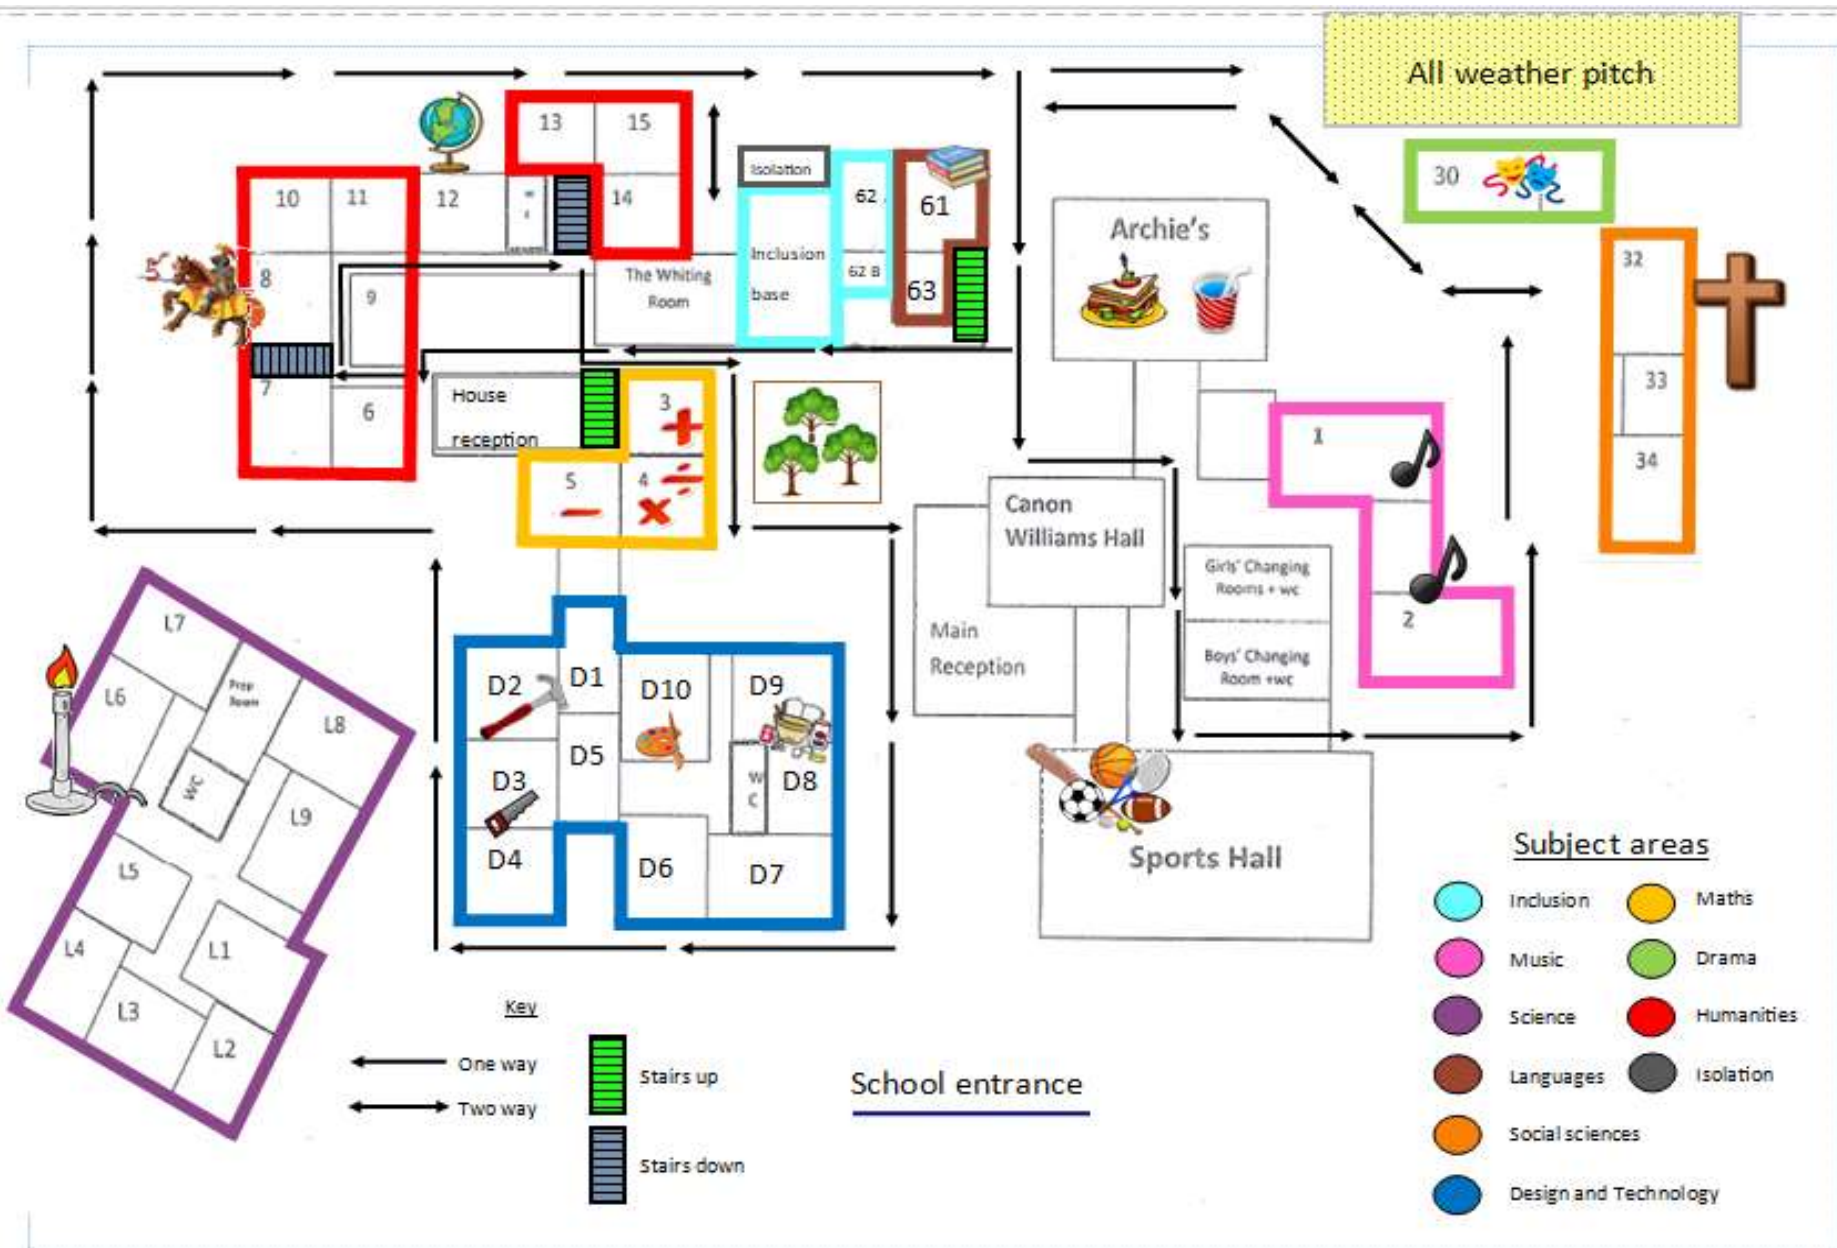 All weather pitch
13
15
10
11
12
14
Isolation
62
61
30
Archie's
32
8
9
The Whiting
Room
Inclusion
base
62 B
63
7
6
House
reception
3
33
34
1
5
4
Canon
Williams Hall
Girls' Changing
Rooms + wc
2
Main
Reception
Boys' Changing
Room +wc
L7
Prep
Room
L6
L8
WC
L9
L5
L4
L1
L3
L2
D2
D1
D10
D9
D5
D3
W
C
D8
D4
D6
D7
Sports Hall
Key
One way
Two way
Stairs up
Stairs down
School entrance
Subject areas
Inclusion
Maths
Music
Drama
Science
Humanities
Languages
Isolation
Social sciences
Design and Technology